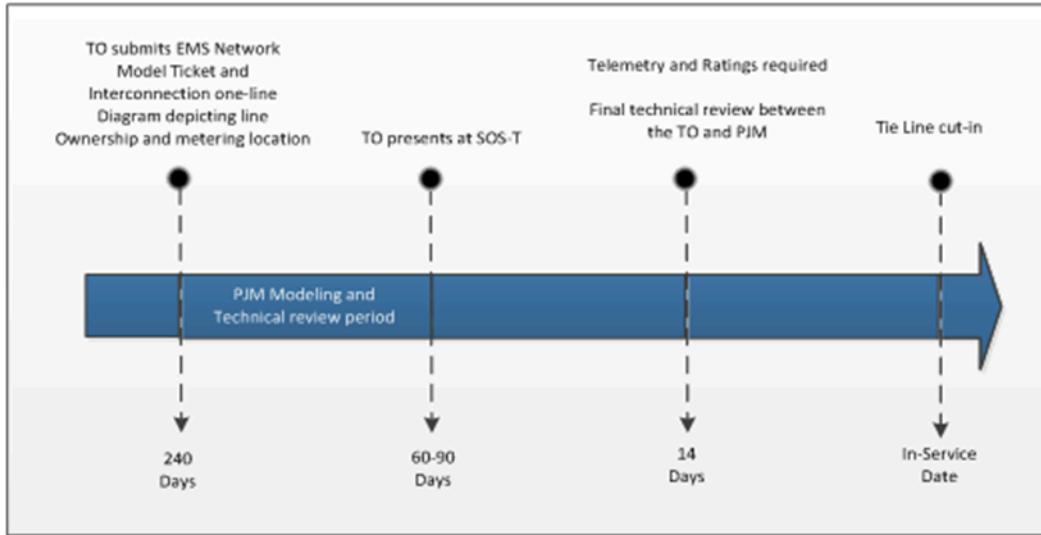 TO submits EMS Network
Model Ticket and
Interconnection one-line
Diagram depicting line
Ownership and metering location
TO presents at SOS-T
Telemetry and Ratings required
Final technical review between
the TO and PJM
Tie Line cut-in
PJM Modeling and
Technical review period
240
Days
60-90
Days
14
Days
In-Service
Date